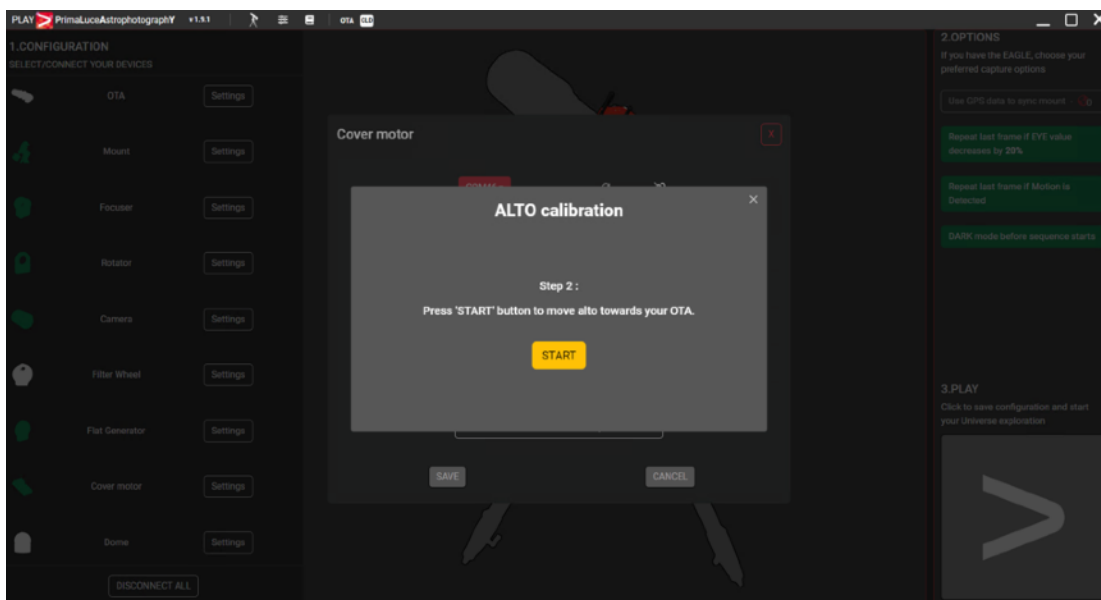 PLAY PrimaLuceAstrophotographY v1.9.1 OTA CLD
1.CONFIGURATION
SELECT/CONNECT YOUR DEVICES
OTA Settings
Mount Settings
Focuser Settings
Rotator Settings
Camera Settings
Filter Wheel Settings
Flat Generator Settings
Cover motor Settings
Dome Settings
DISCONNECT ALL
Cover motor X
ALTO calibration
Step 2 :
Press 'START' button to move alto towards your OTA.
START
SAVE CANCEL
2.OPTIONS
If you have the EAGLE, choose your
preferred capture options
Use GPS data to sync mount -
Repeat last frame if EYE value
decreases by 20%
Repeat last frame if Motion is
Detected
DARK mode before sequence starts
3.PLAY
Click to save configuration and start
your Universe exploration